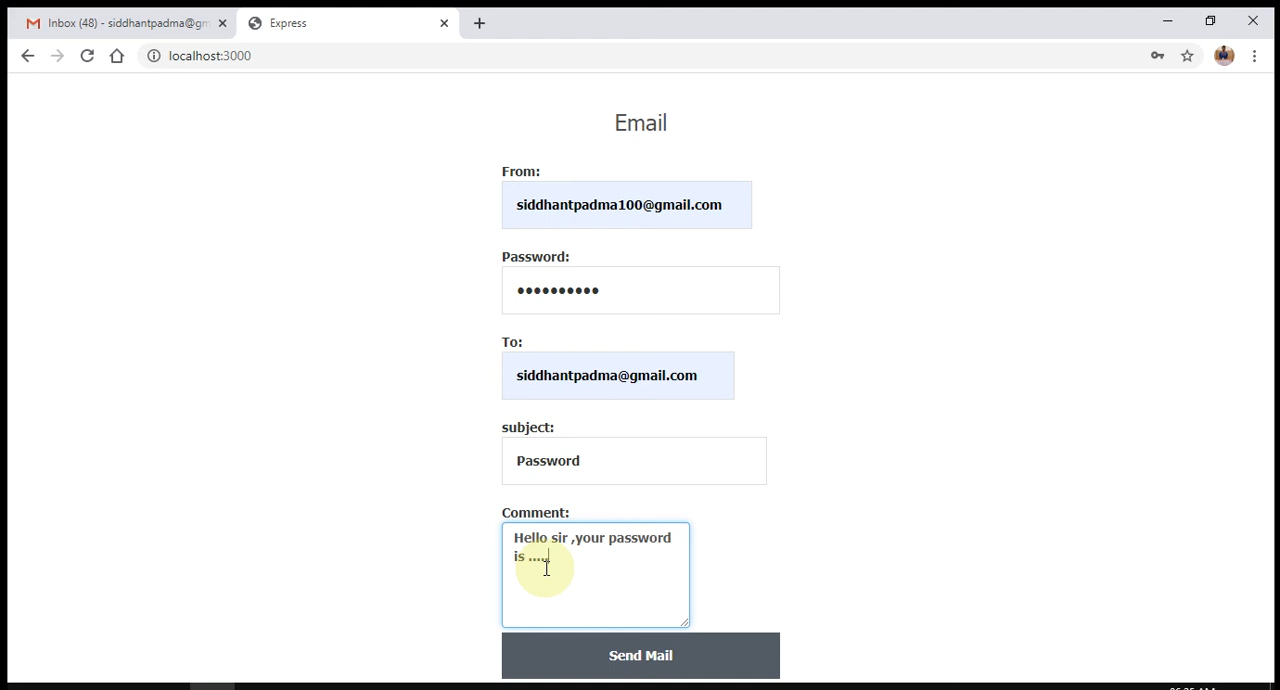 Inbox (48) - siddhantpadma@gm
Express
localhost:3000
Email
From:
siddhantpadma100@gmail.com
Password:
••••••••••
To:
siddhantpadma@gmail.com
subject:
Password
Comment:
Hello sir ,your password
is .....
Send Mail